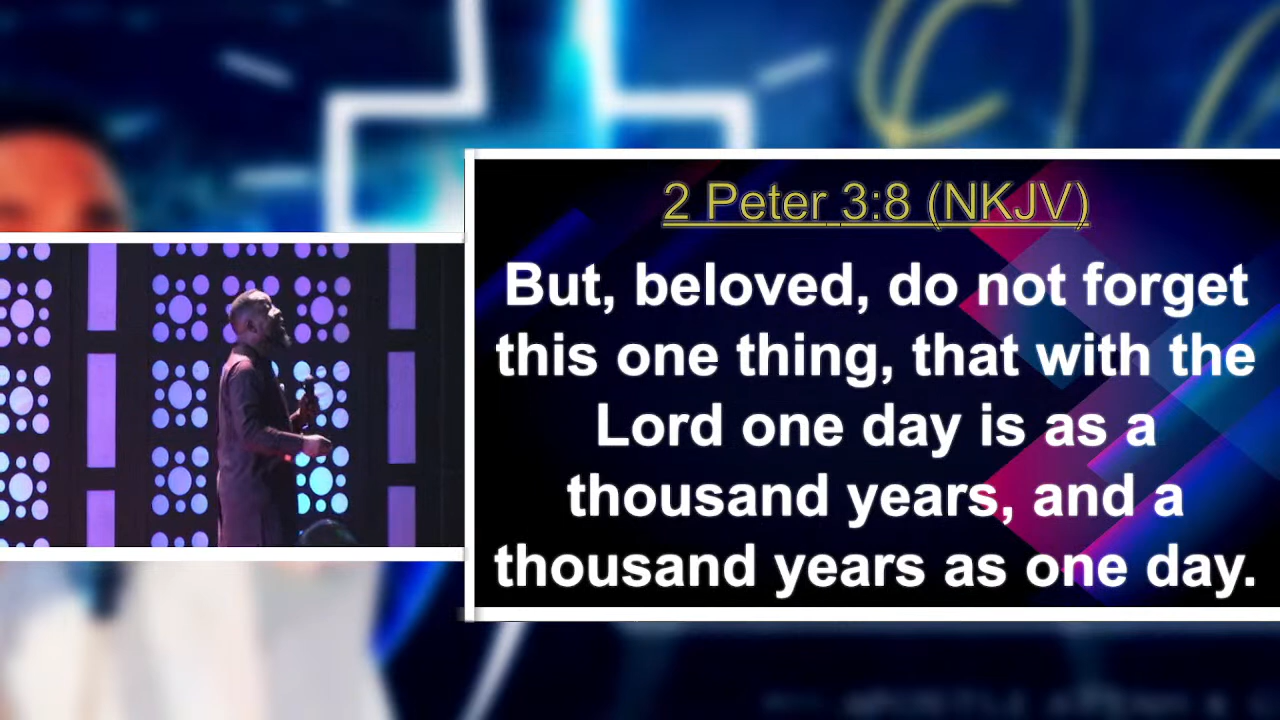 2 Peter 3:8 (NKJV)
But, beloved, do not forget
this one thing, that with the
Lord one day is as a
thousand years, and a
thousand years as one day.